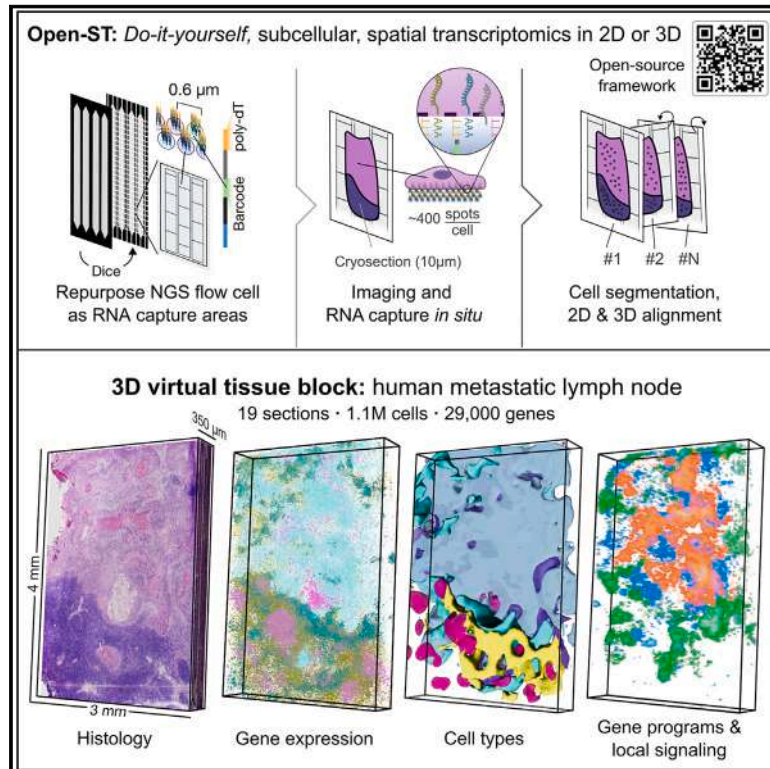 Open-ST: Do-it-yourself, subcellular, spatial transcriptomics in 2D or 3D
Open-source
framework
0.6 µm
poly-dT
Barcode
Dice
AAA
AAA
AAA
~400 spots
cell
Cryosection (10µm)
#1
#2
#N
Repurpose NGS flow cell
as RNA capture areas
Imaging and
RNA capture in situ
Cell segmentation,
2D & 3D alignment
3D virtual tissue block: human metastatic lymph node
19 sections · 1.1M cells · 29,000 genes
350 µm
4 mm
3 mm
Histology
Gene expression
Cell types
Gene programs &
local signaling